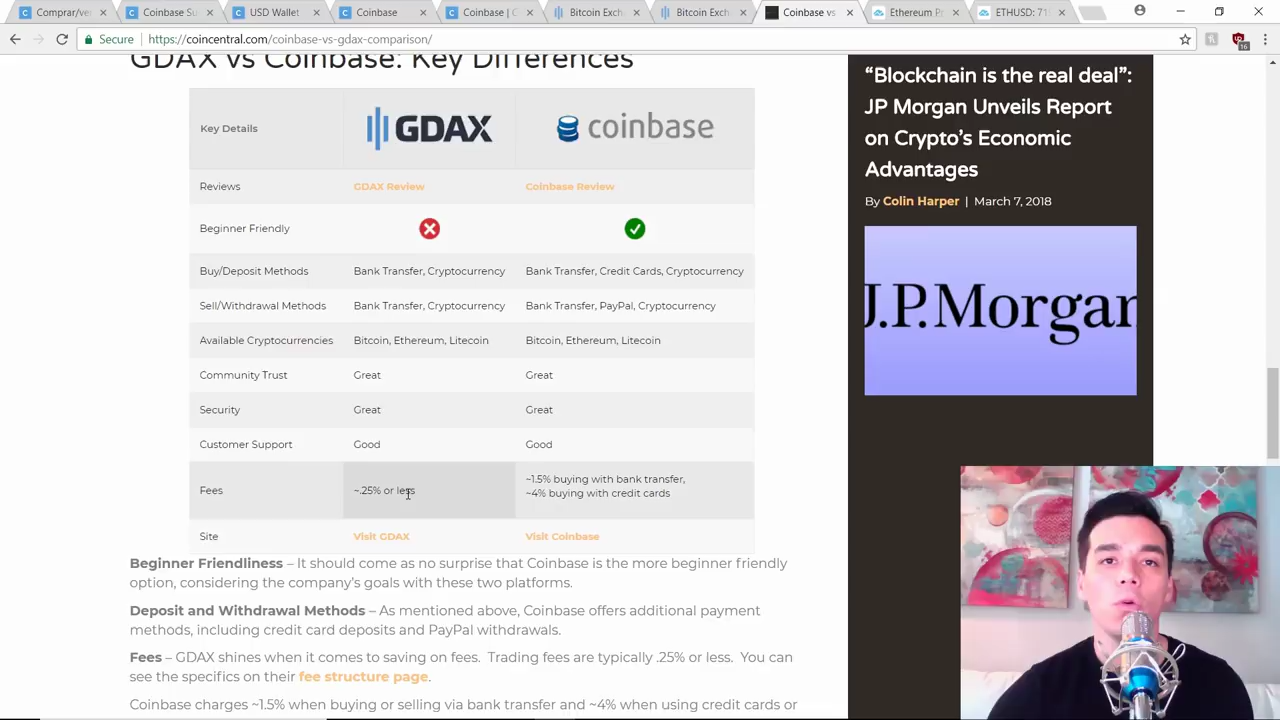 Comprar/ve
Coinbase Su
USD Wallet
Coinbase
Coinbase | C
Bitcoin Exc
Bitcoin Exc
Coinbase vs
Ethereum P
ETHUSD: 71
Secure https://coincentral.com/coinbase-vs-gdax-comparison/
16
GDAX vs Coinbase: Key Differences
Key Details GDAX coinbase
Reviews GDAX Review Coinbase Review
Beginner Friendly
Buy/Deposit Methods Bank Transfer, Cryptocurrency Bank Transfer, Credit Cards, Cryptocurrency
Sell/Withdrawal Methods Bank Transfer, Cryptocurrency Bank Transfer, PayPal, Cryptocurrency
Available Cryptocurrencies Bitcoin, Ethereum, Litecoin Bitcoin, Ethereum, Litecoin
Community Trust Great Great
Security Great Great
Customer Support Good Good
Fees ~.25% or less ~1.5% buying with bank transfer,
~4% buying with credit cards
Site Visit GDAX Visit Coinbase
Beginner Friendliness – It should come as no surprise that Coinbase is the more beginner friendly
option, considering the company's goals with these two platforms.
Deposit and Withdrawal Methods – As mentioned above, Coinbase offers additional payment
methods, including credit card deposits and PayPal withdrawals.
Fees – GDAX shines when it comes to saving on fees. Trading fees are typically .25% or less. You can
see the specifics on their fee structure page.
Coinbase charges ~1.5% when buying or selling via bank transfer and ~4% when using credit cards or
“Blockchain is the real deal”:
JP Morgan Unveils Report
on Crypto's Economic
Advantages
By Colin Harper | March 7, 2018
J.P.Morgan